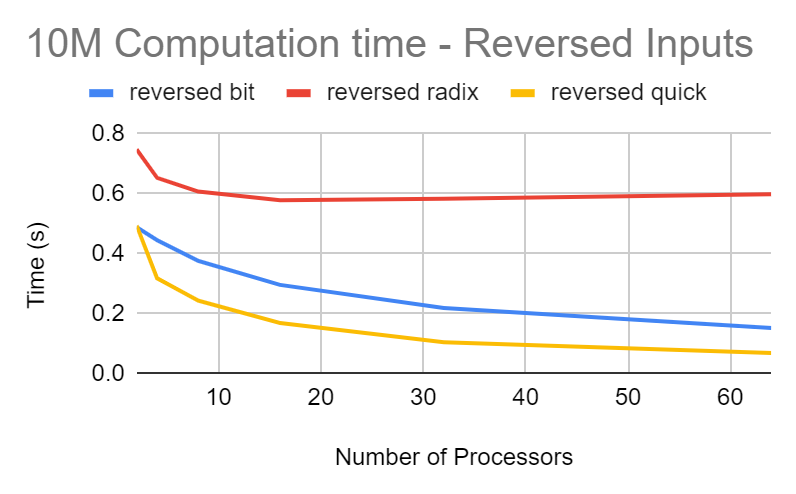 10M Computation time - Reversed Inputs
reversed bit reversed radix reversed quick
0.8
0.6
0.4
0.2
0.0
Time (s)
10 20 30 40 50 60
Number of Processors